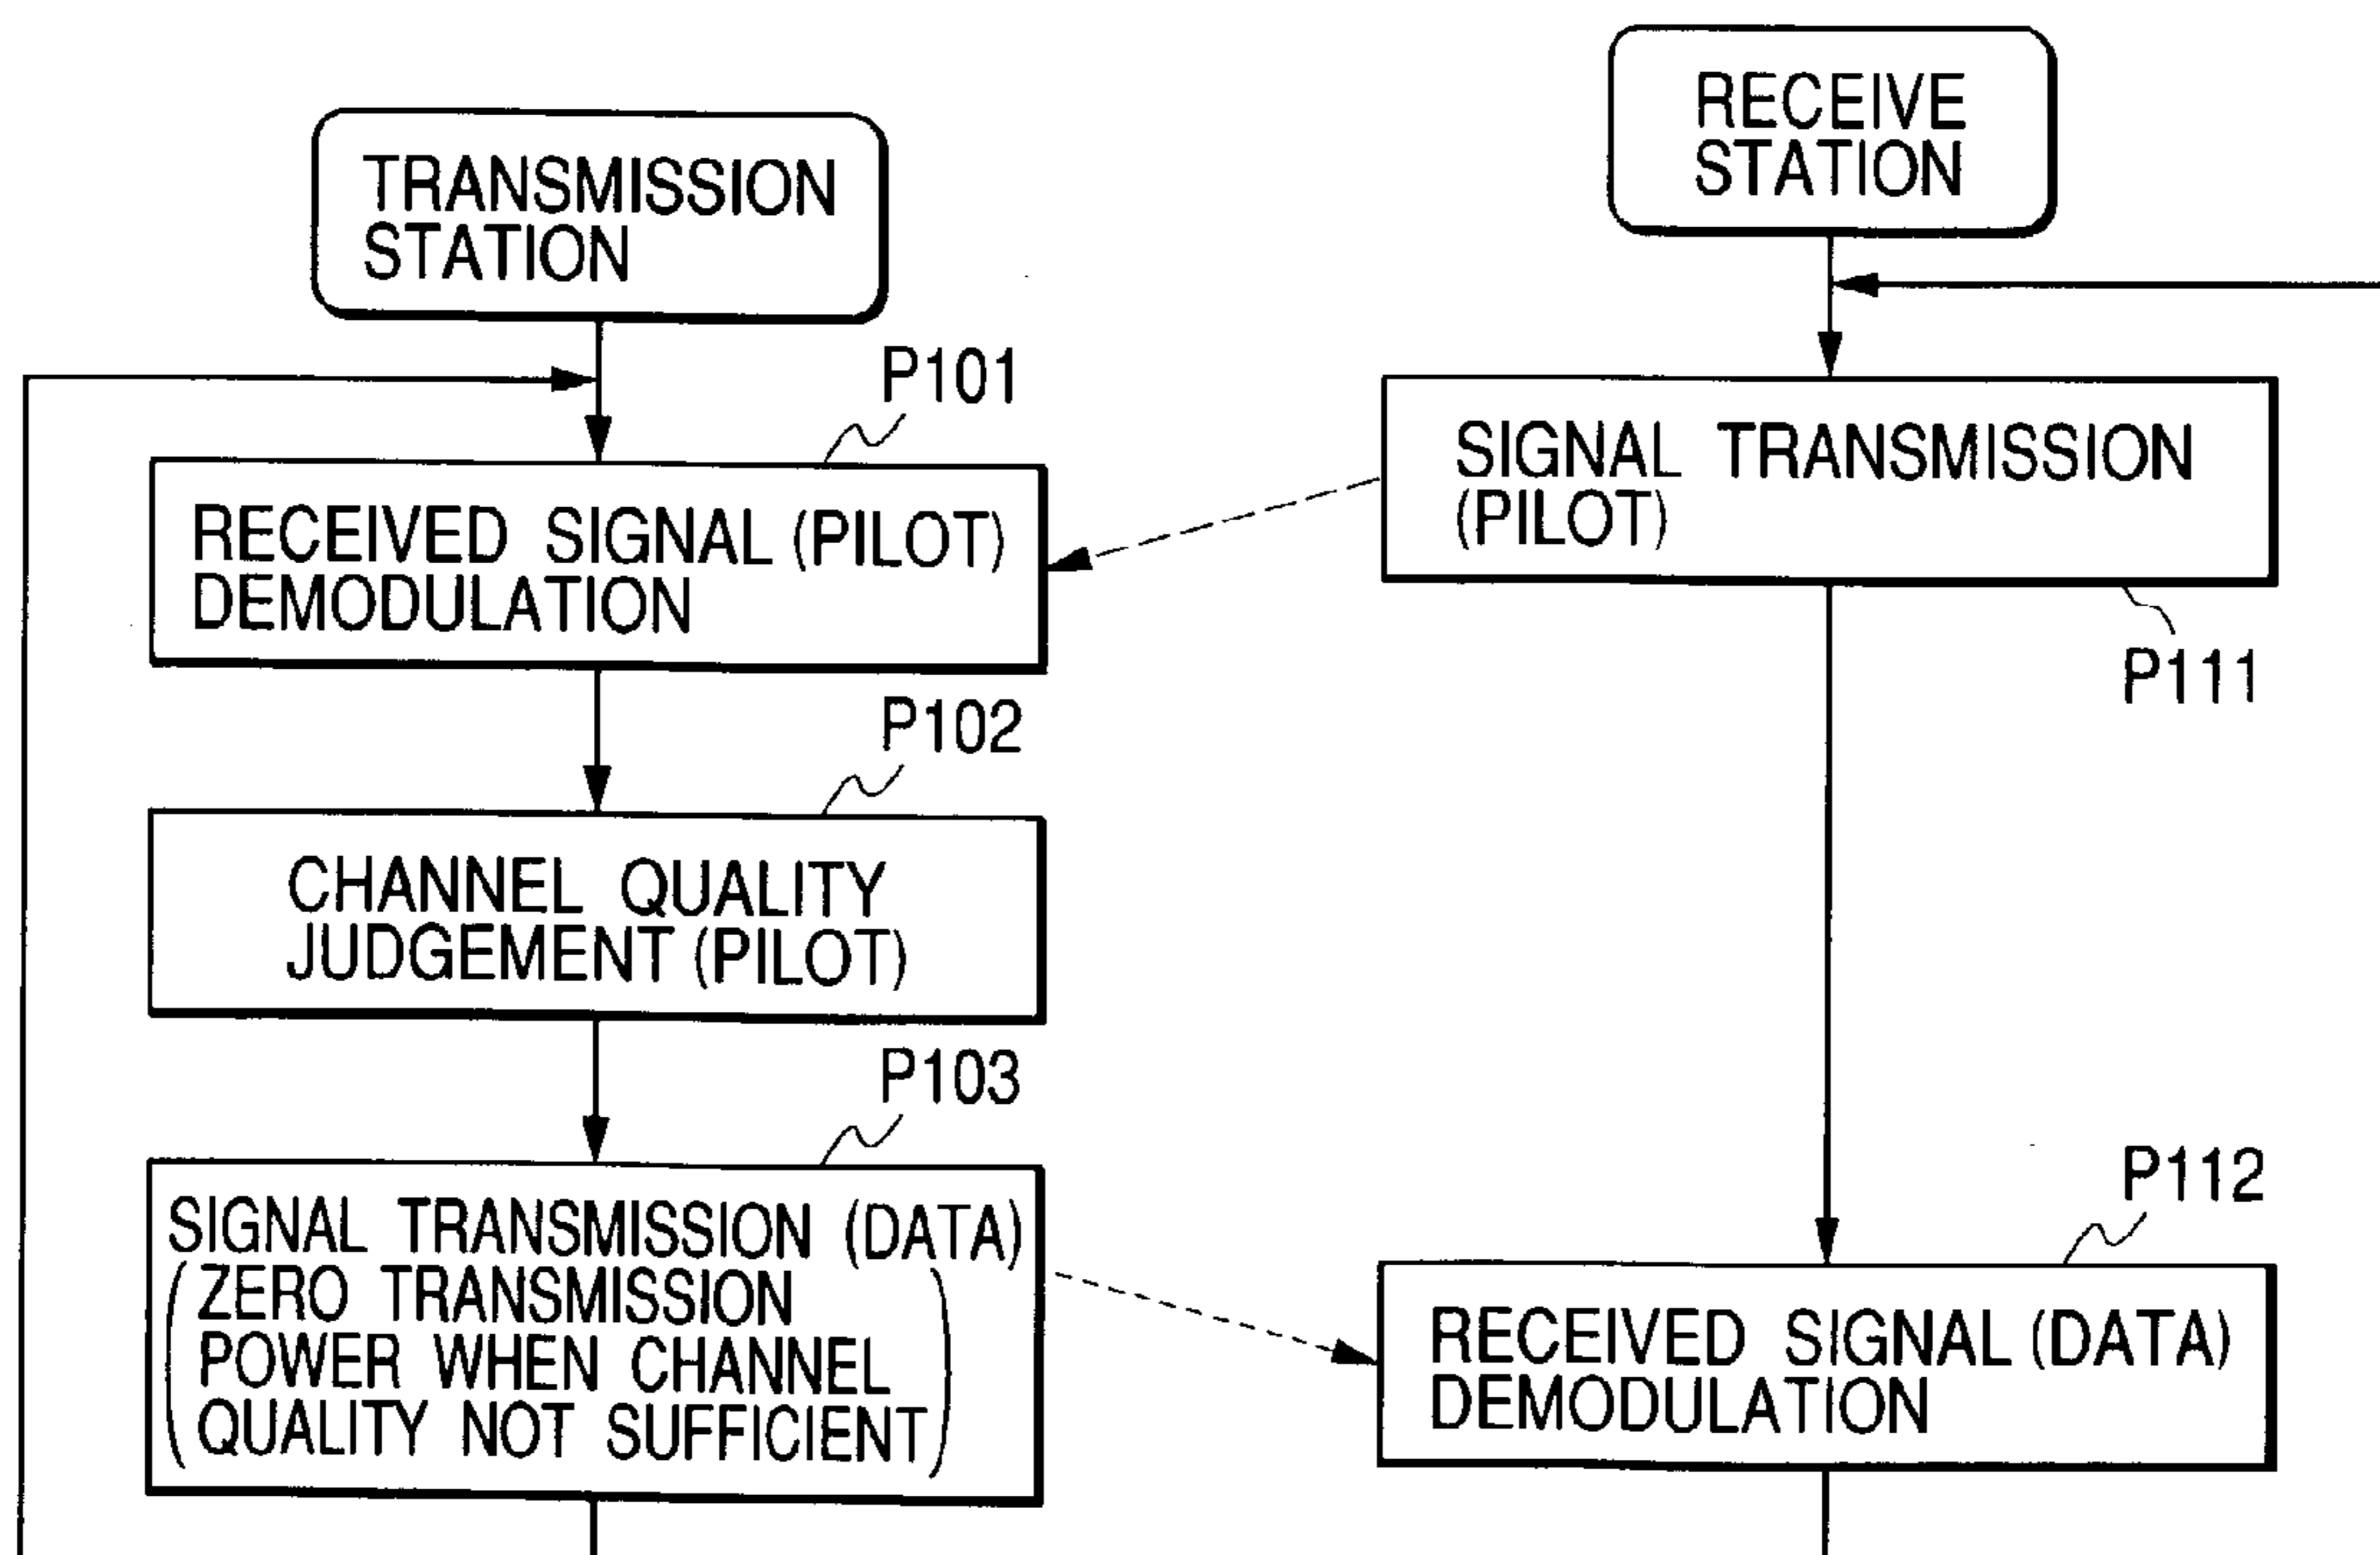 TRANSMISSION
STATION
P101
RECEIVED SIGNAL (PILOT)
DEMODULATION
P102
CHANNEL QUALITY
JUDGEMENT (PILOT)
P103
SIGNAL TRANSMISSION (DATA)
(ZERO TRANSMISSION
POWER WHEN CHANNEL
QUALITY NOT SUFFICIENT)
RECEIVE
STATION
SIGNAL TRANSMISSION
(PILOT)
P111
P112
RECEIVED SIGNAL (DATA)
DEMODULATION